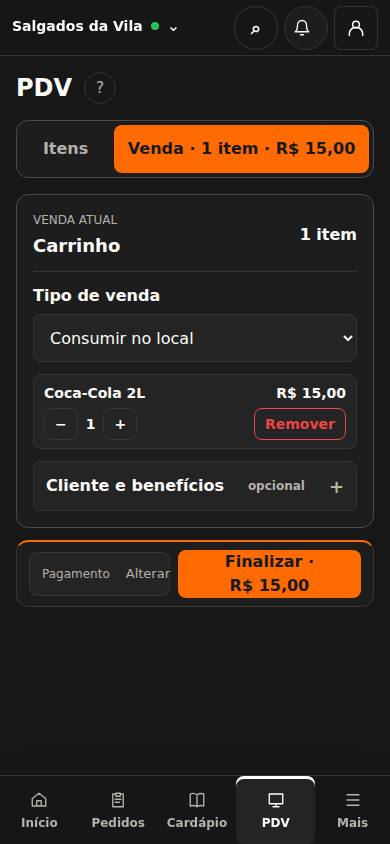 Salgados da Vila
PDV ?
Itens
Venda · 1 item · R$ 15,00
VENDA ATUAL
Carrinho
1 item
Tipo de venda
Consumir no local
Coca-Cola 2L
R$ 15,00
− 1 +
Remover
Cliente e benefícios
opcional
+
Pagamento
Alterar
Finalizar ·
R$ 15,00
Início
Pedidos
Cardápio
PDV
Mais